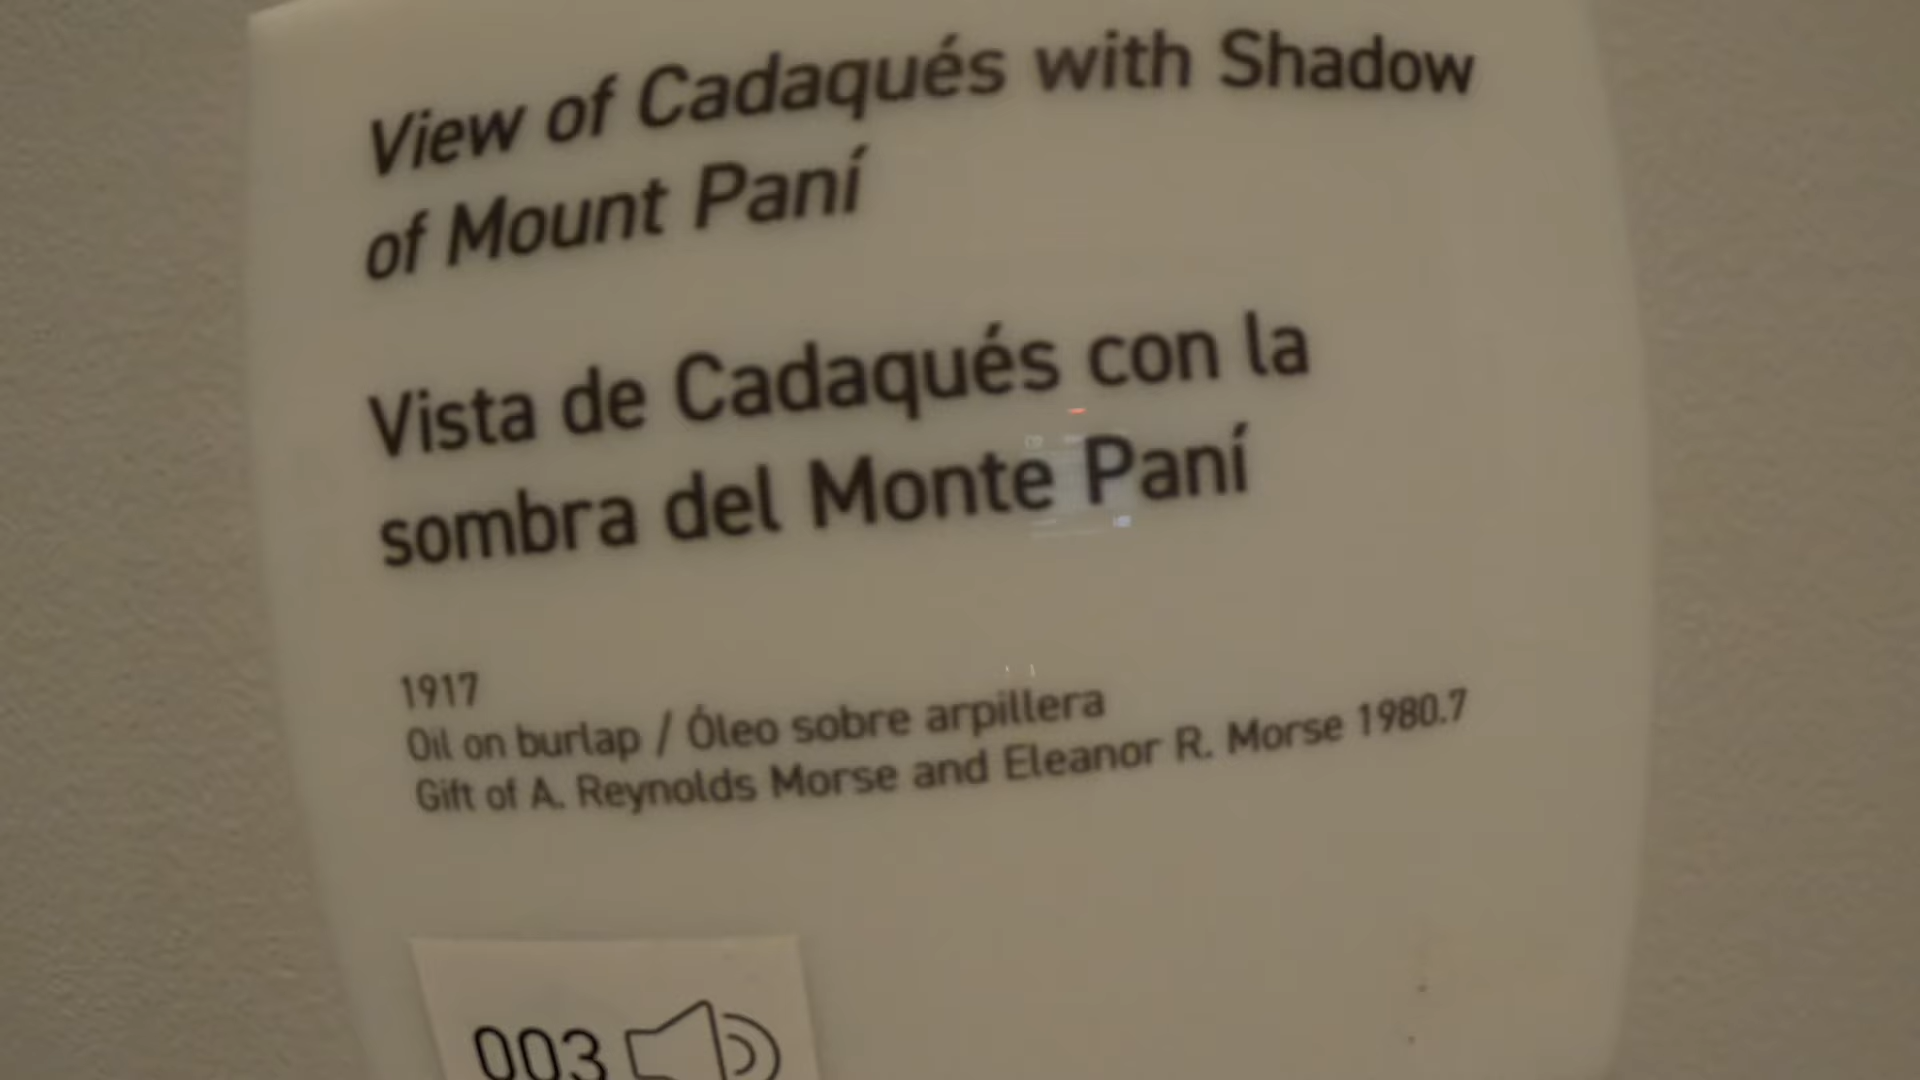 View of Cadaqués with Shadow
of Mount Paní
Vista de Cadaqués con la
sombra del Monte Paní
1917
Oil on burlap / Óleo sobre arpillera
Gift of A. Reynolds Morse and Eleanor R. Morse 1980.7
003